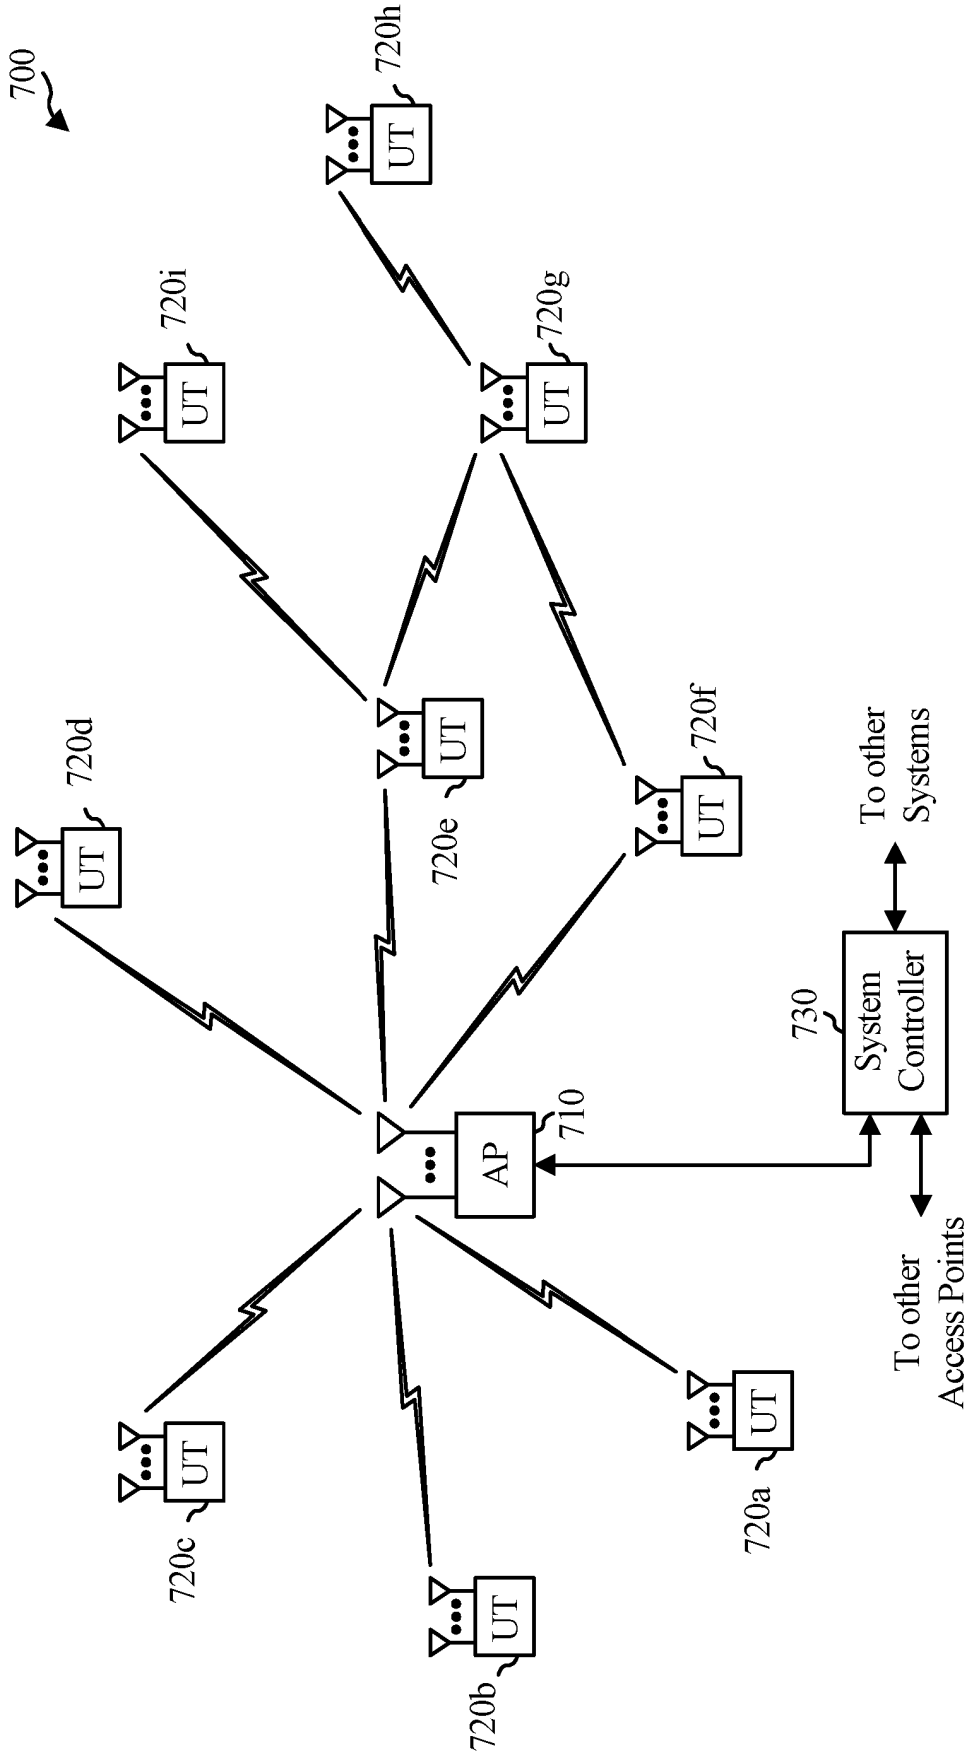 700
720d
UT
720i
UT
720h
UT
720c
UT
720e
UT
720g
UT
AP
710
720b
UT
720f
UT
720a
UT
730
System
Controller
To other
Systems
To other
Access Points